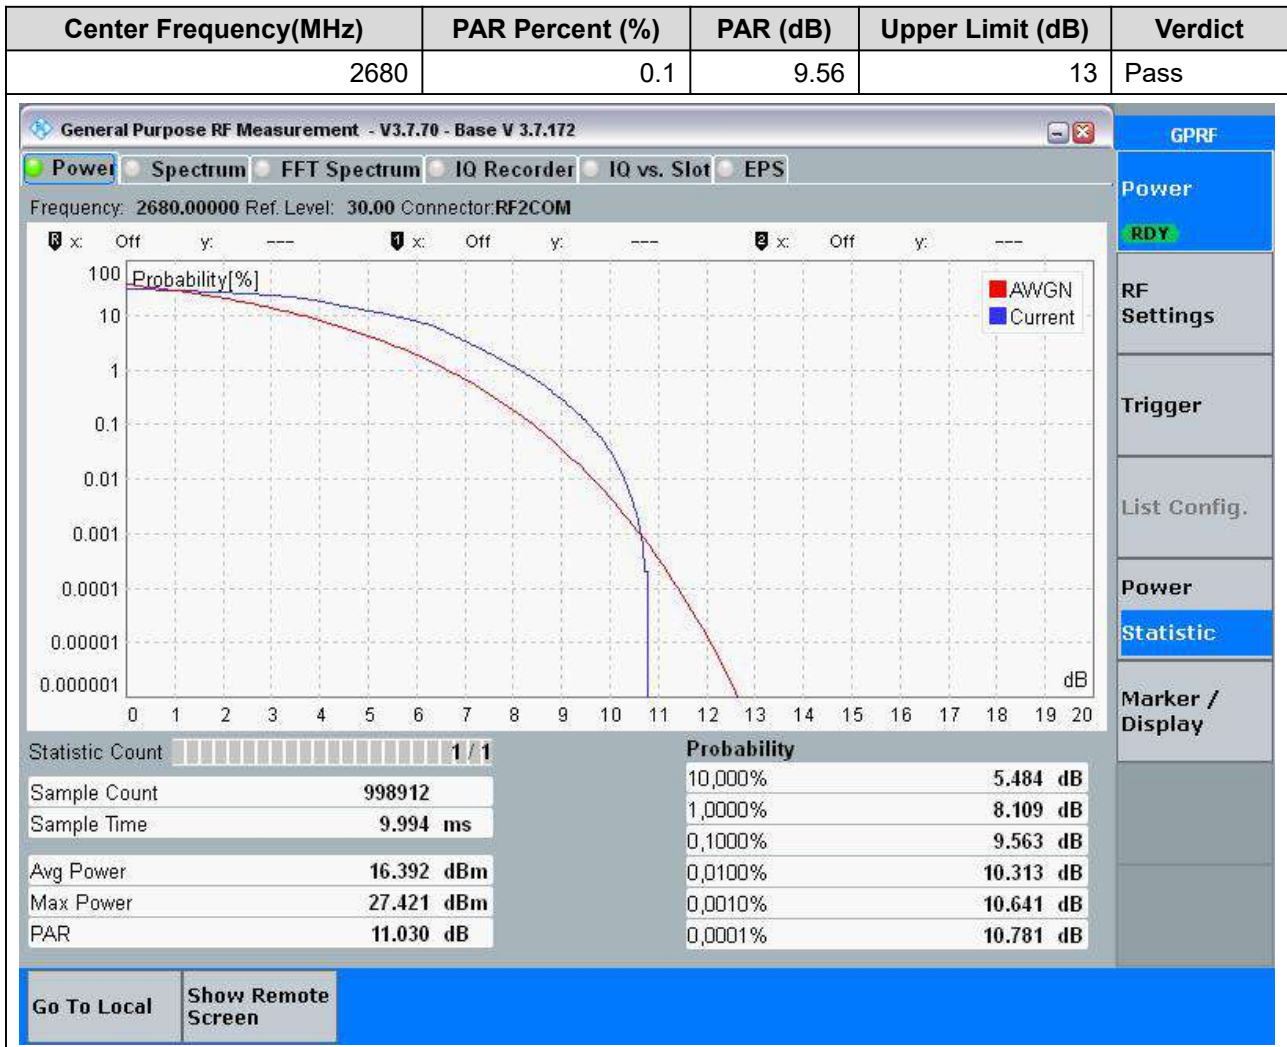 Center Frequency(MHz) PAR Percent (%) PAR (dB) Upper Limit (dB) Verdict
2680 0.1 9.56 13 Pass
General Purpose RF Measurement - V3.7.70 - Base V 3.7.172
GPRF
Power Spectrum FFT Spectrum IQ Recorder IQ vs. Slot EPS
Power
RDY
Frequency: 2680.00000 Ref. Level: 30.00 Connector:RF2COM
R x: Off y: --- 1 x: Off y: --- 2 x: Off y: ---
Probability[%]
100
10
1
0.1
0.01
0.001
0.0001
0.00001
0.000001
AWGN
Current
dB
0 1 2 3 4 5 6 7 8 9 10 11 12 13 14 15 16 17 18 19 20
RF
Settings
Trigger
List Config.
Power
Statistic
Marker /
Display
Statistic Count 1 / 1
Sample Count 998912
Sample Time 9.994 ms
Avg Power 16.392 dBm
Max Power 27.421 dBm
PAR 11.030 dB
Probability
10,000% 5.484 dB
1,0000% 8.109 dB
0,1000% 9.563 dB
0,0100% 10.313 dB
0,0010% 10.641 dB
0,0001% 10.781 dB
Go To Local
Show Remote
Screen